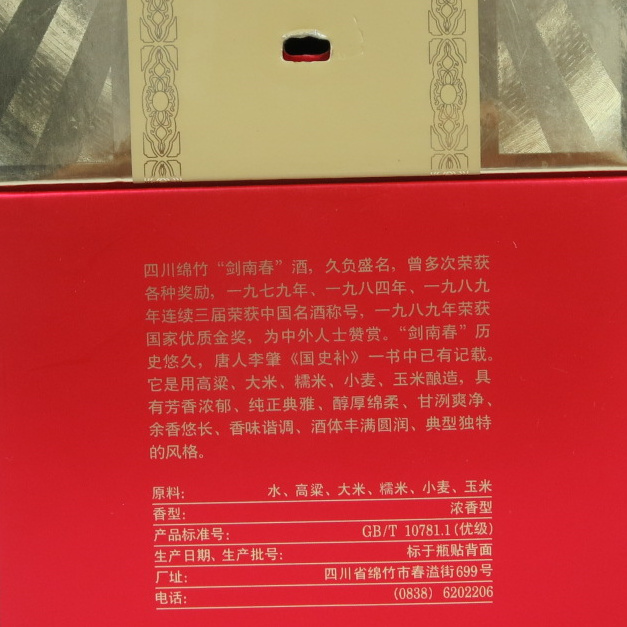 四川绵竹“剑南春”酒，久负盛名，曾多次荣获
各种奖励，一九七九年、一九八四年、一九八九
年连续三届荣获中国名酒称号，一九八九年荣获
国家优质金奖，为中外人士赞赏。“剑南春”历
史悠久，唐人李肇《国史补》一书中已有记载。
它是用高粱、大米、糯米、小麦、玉米酿造，具
有芳香浓郁、纯正典雅、醇厚绵柔、甘洌爽净、
余香悠长、香味谐调、酒体丰满圆润、典型独特
的风格。
原料: 水、高粱、大米、糯米、小麦、玉米
香型: 浓香型
产品标准号: GB/T 10781.1(优级)
生产日期、生产批号: 标于瓶贴背面
厂址: 四川省绵竹市春溢街699号
电话: (0838) 6202206